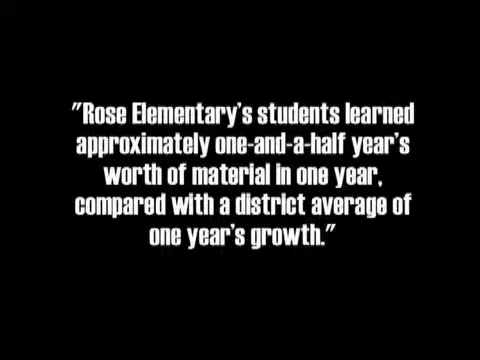 "Rose Elementary's students learned
approximately one-and-a-half year's
worth of material in one year,
compared with a district average of
one year's growth."